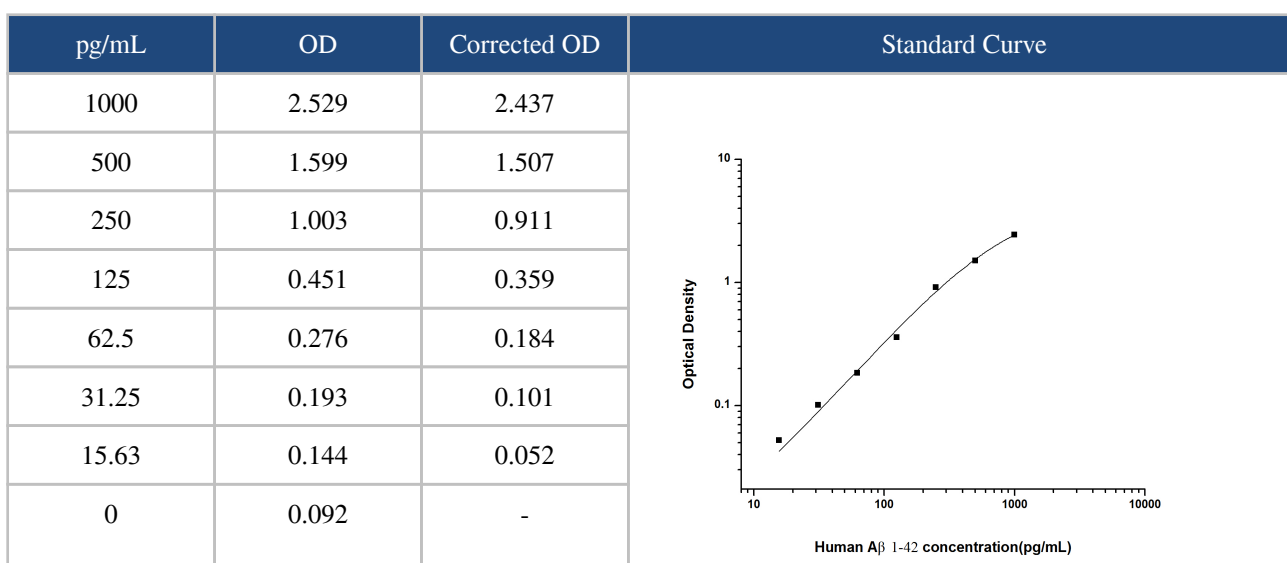 pg/mL OD Corrected OD Standard Curve
1000 2.529 2.437
500 1.599 1.507
250 1.003 0.911
125 0.451 0.359
62.5 0.276 0.184
31.25 0.193 0.101
15.63 0.144 0.052
0 0.092 -
10
1
0.1
Optical Density
10 100 1000 10000
Human Aβ 1-42 concentration(pg/mL)